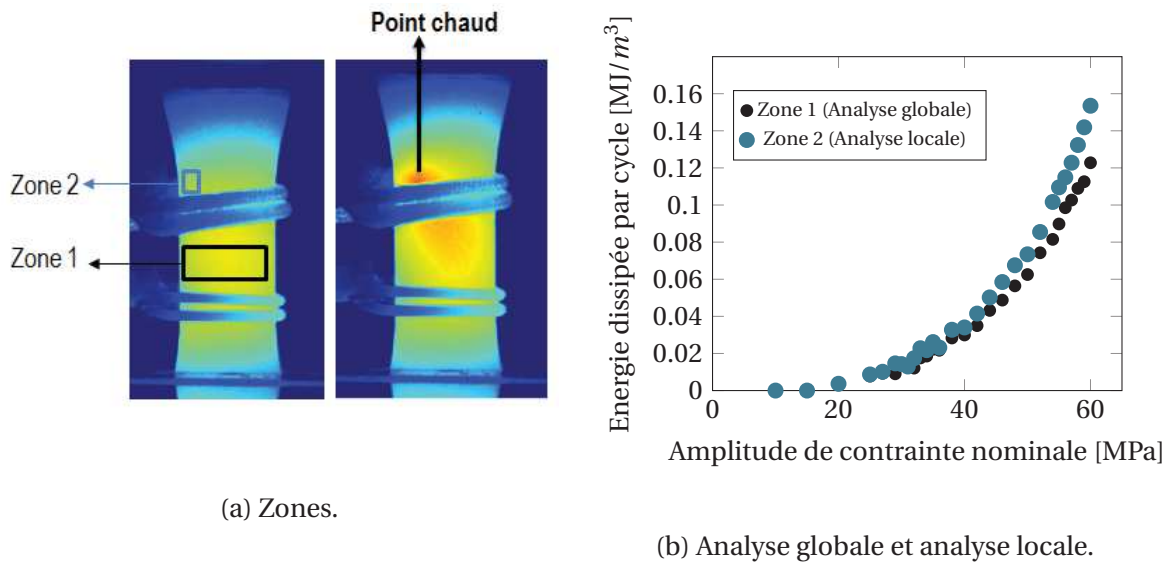 Point chaud
Zone 2
Zone 1
(a) Zones.
Energie dissipée par cycle [MJ/m³]
0.16
0.14
0.12
0.1
0.08
0.06
0.04
0.02
0
Zone 1 (Analyse globale)
Zone 2 (Analyse locale)
0 20 40 60
Amplitude de contrainte nominale [MPa]
(b) Analyse globale et analyse locale.